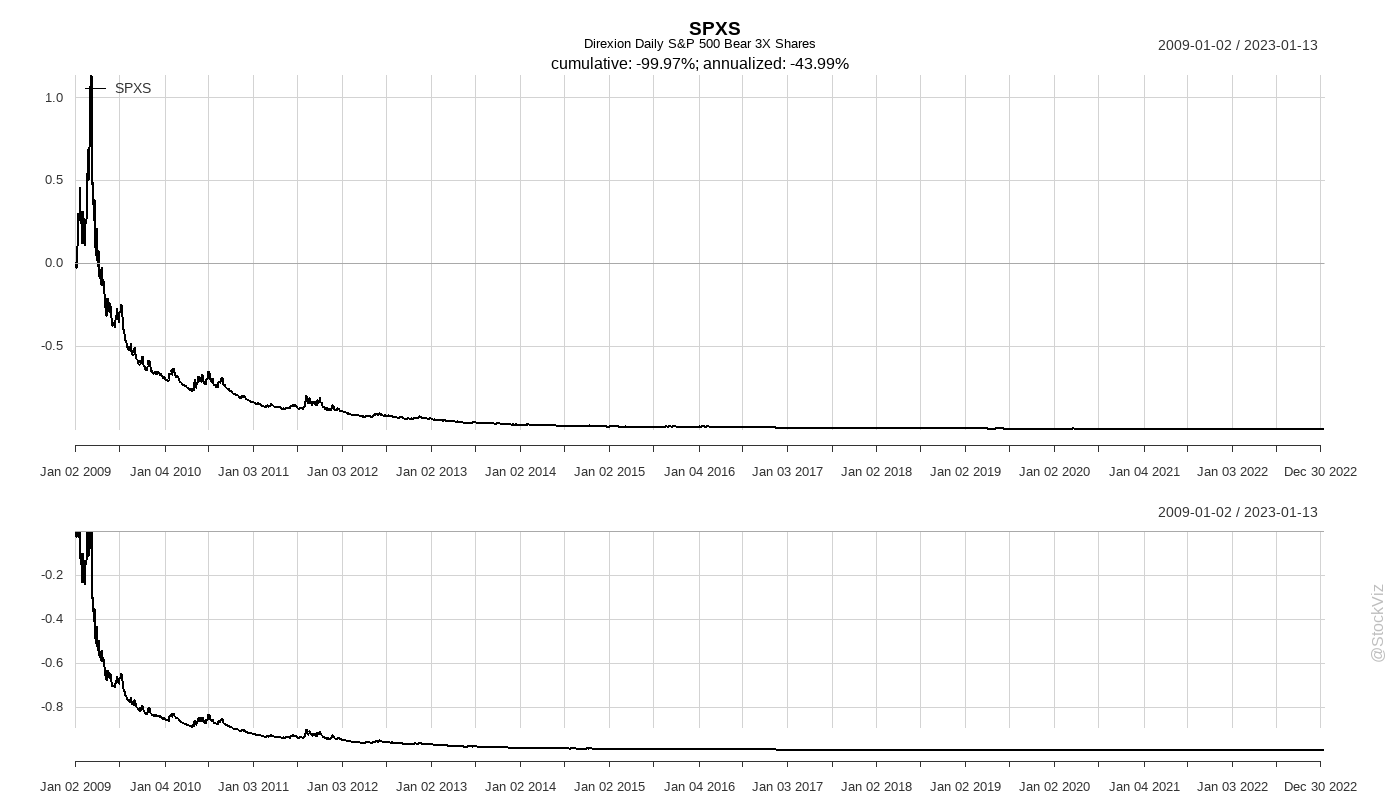 SPXS
Direxion Daily S&P 500 Bear 3X Shares
2009-01-02 / 2023-01-13
cumulative: -99.97%; annualized: -43.99%
SPXS
1.0
0.5
0.0
-0.5
Jan 02 2009 Jan 04 2010 Jan 03 2011 Jan 03 2012 Jan 02 2013 Jan 02 2014 Jan 02 2015 Jan 04 2016 Jan 03 2017 Jan 02 2018 Jan 02 2019 Jan 02 2020 Jan 04 2021 Jan 03 2022 Dec 30 2022
2009-01-02 / 2023-01-13
-0.2
-0.4
-0.6
-0.8
Jan 02 2009 Jan 04 2010 Jan 03 2011 Jan 03 2012 Jan 02 2013 Jan 02 2014 Jan 02 2015 Jan 04 2016 Jan 03 2017 Jan 02 2018 Jan 02 2019 Jan 02 2020 Jan 04 2021 Jan 03 2022 Dec 30 2022
@StockViz